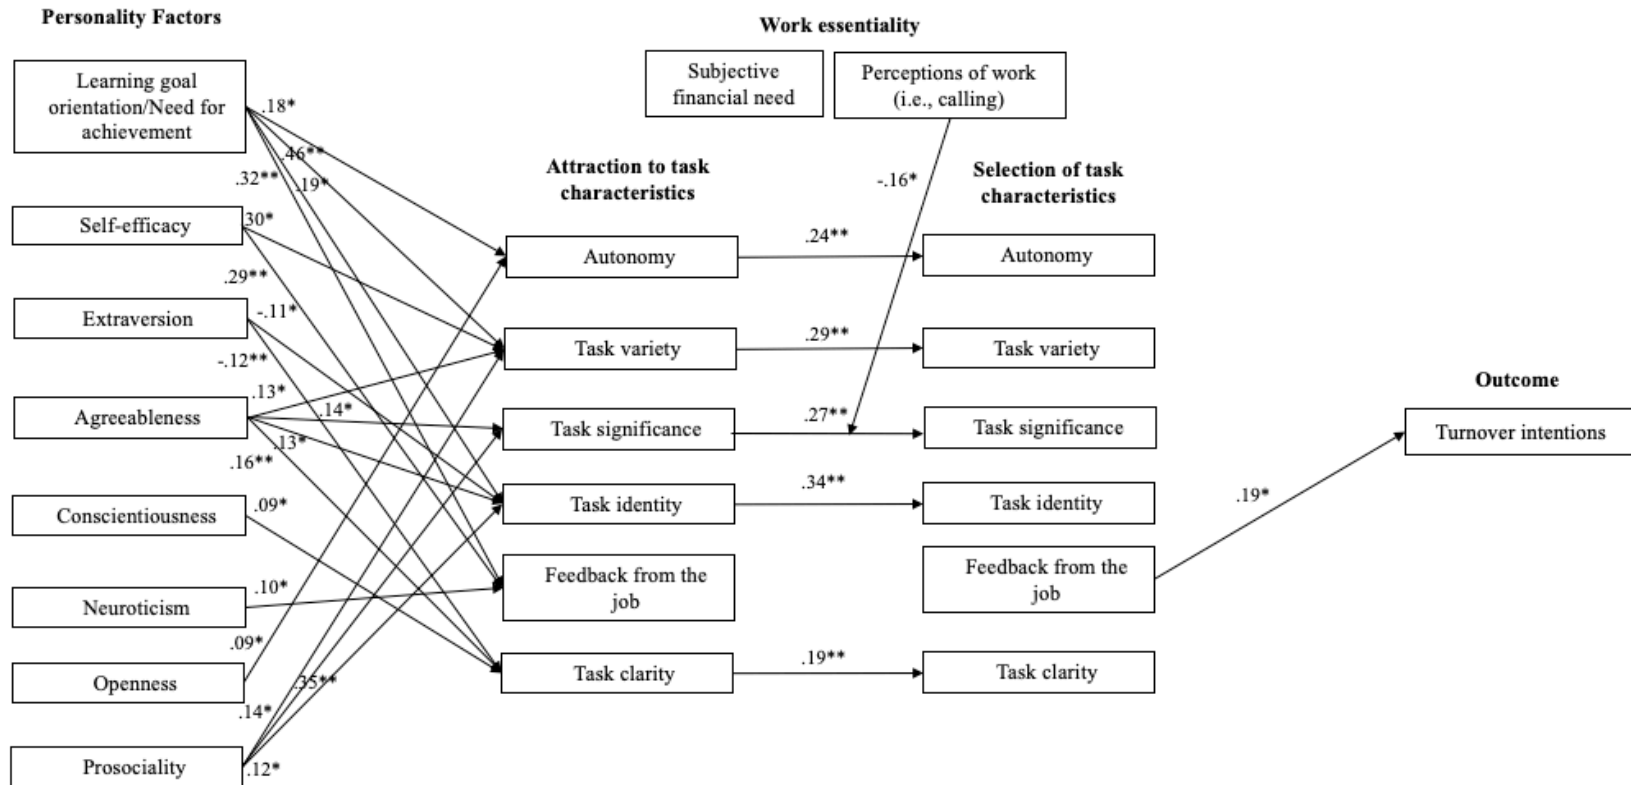 Personality Factors
Learning goal
orientation/Need for
achievement
Self-efficacy
Extraversion
Agreeableness
Conscientiousness
Neuroticism
Openness
Prosociality
.18*
.46**
.32**
.19*
.30*
.29**
-.11*
-.12**
.13*
.14*
.13*
.16**
.09*
.10*
.09*
.35**
.14*
.12*
Work essentiality
Subjective
financial need
Perceptions of work
(i.e., calling)
-.16*
Attraction to task
characteristics
Autonomy
Task variety
Task significance
Task identity
Feedback from the
job
Task clarity
.24**
.29**
.27**
.34**
.19**
Selection of task
characteristics
Autonomy
Task variety
Task significance
Task identity
Feedback from the
job
Task clarity
.19*
Outcome
Turnover intentions